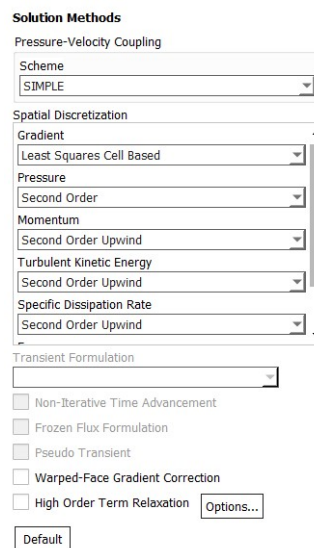 Solution Methods
Pressure-Velocity Coupling
Scheme
SIMPLE
Spatial Discretization
Gradient
Least Squares Cell Based
Pressure
Second Order
Momentum
Second Order Upwind
Turbulent Kinetic Energy
Second Order Upwind
Specific Dissipation Rate
Second Order Upwind
Transient Formulation
Non-Iterative Time Advancement
Frozen Flux Formulation
Pseudo Transient
Warped-Face Gradient Correction
High Order Term Relaxation Options...
Default